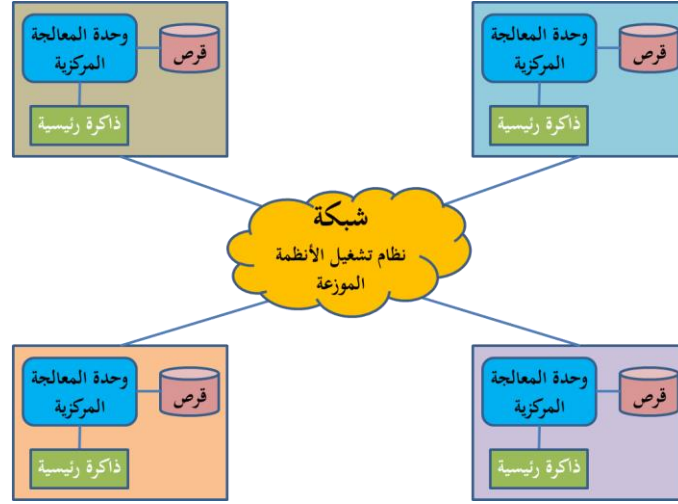 وحدة المعالجة
المركزية
قرص
ذاكرة رئيسية
وحدة المعالجة
المركزية
قرص
ذاكرة رئيسية
شبكة
نظام تشغيل الأنظمة
الموزعة
وحدة المعالجة
المركزية
قرص
ذاكرة رئيسية
وحدة المعالجة
المركزية
قرص
ذاكرة رئيسية